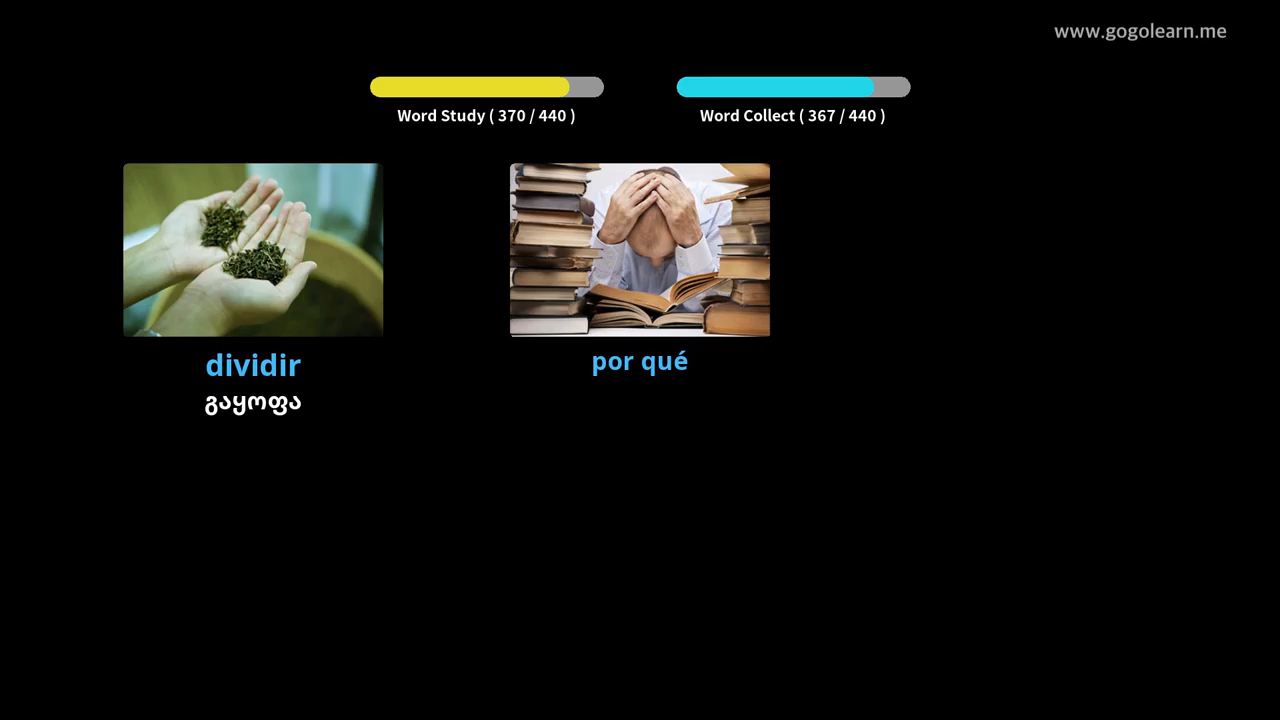 www.gogolearn.me
Word Study ( 370 / 440 )
Word Collect ( 367 / 440 )
dividir
გაყოფა
por qué